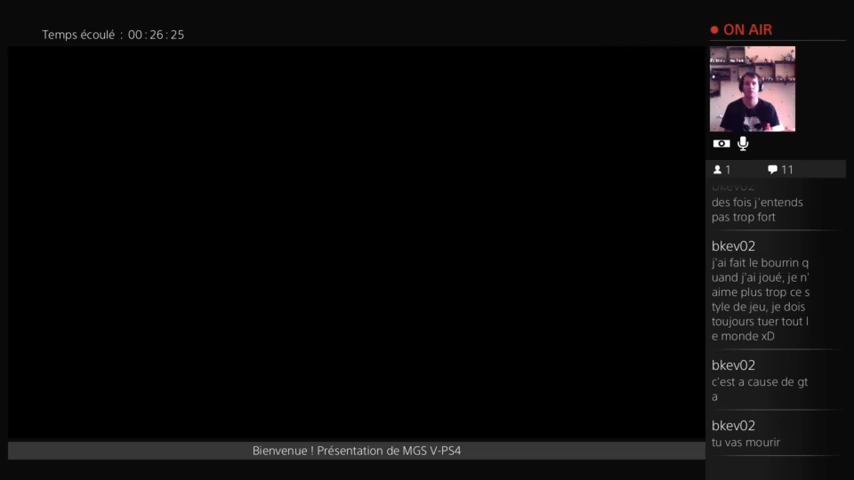 Temps écoulé : 00:26:25
ON AIR
1
11
bkev02
des fois j'entends
pas trop fort
bkev02
j'ai fait le bourrin q
uand j'ai joué, je n'
aime plus trop ce s
tyle de jeu, je dois
toujours tuer tout l
e monde xD
bkev02
c'est a cause de gt
a
bkev02
tu vas mourir
Bienvenue ! Présentation de MGS V-PS4